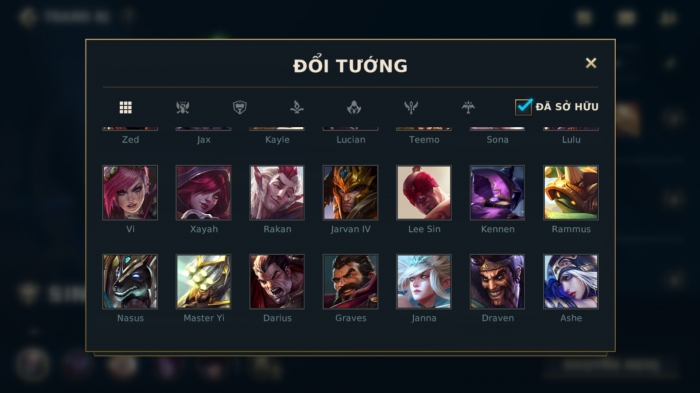 ĐỔI TƯỚNG
ĐÃ SỞ HỮU
Zed Jax Kayle Lucian Teemo Sona Lulu
Vi Xayah Rakan Jarvan IV Lee Sin Kennen Rammus
Nasus Master Yi Darius Graves Janna Draven Ashe